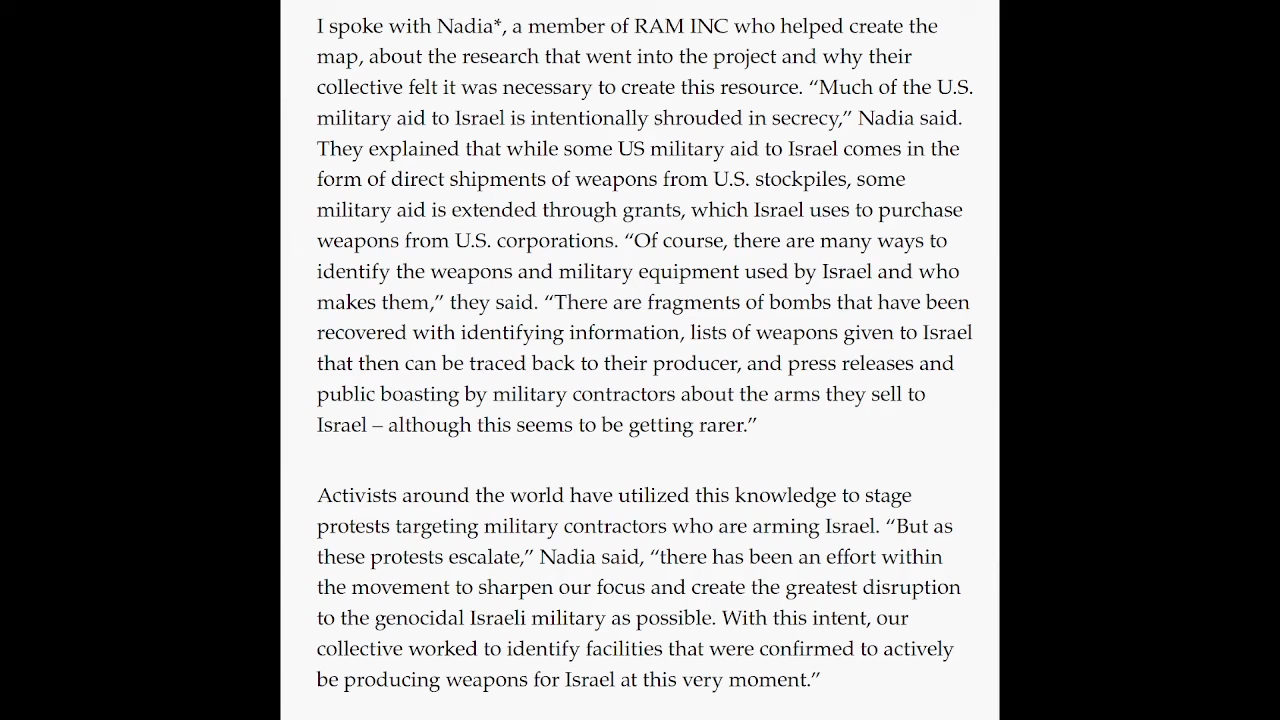 I spoke with Nadia*, a member of RAM INC who helped create the
map, about the research that went into the project and why their
collective felt it was necessary to create this resource. “Much of the U.S.
military aid to Israel is intentionally shrouded in secrecy,” Nadia said.
They explained that while some US military aid to Israel comes in the
form of direct shipments of weapons from U.S. stockpiles, some
military aid is extended through grants, which Israel uses to purchase
weapons from U.S. corporations. “Of course, there are many ways to
identify the weapons and military equipment used by Israel and who
makes them,” they said. “There are fragments of bombs that have been
recovered with identifying information, lists of weapons given to Israel
that then can be traced back to their producer, and press releases and
public boasting by military contractors about the arms they sell to
Israel – although this seems to be getting rarer.”
Activists around the world have utilized this knowledge to stage
protests targeting military contractors who are arming Israel. “But as
these protests escalate,” Nadia said, “there has been an effort within
the movement to sharpen our focus and create the greatest disruption
to the genocidal Israeli military as possible. With this intent, our
collective worked to identify facilities that were confirmed to actively
be producing weapons for Israel at this very moment.”